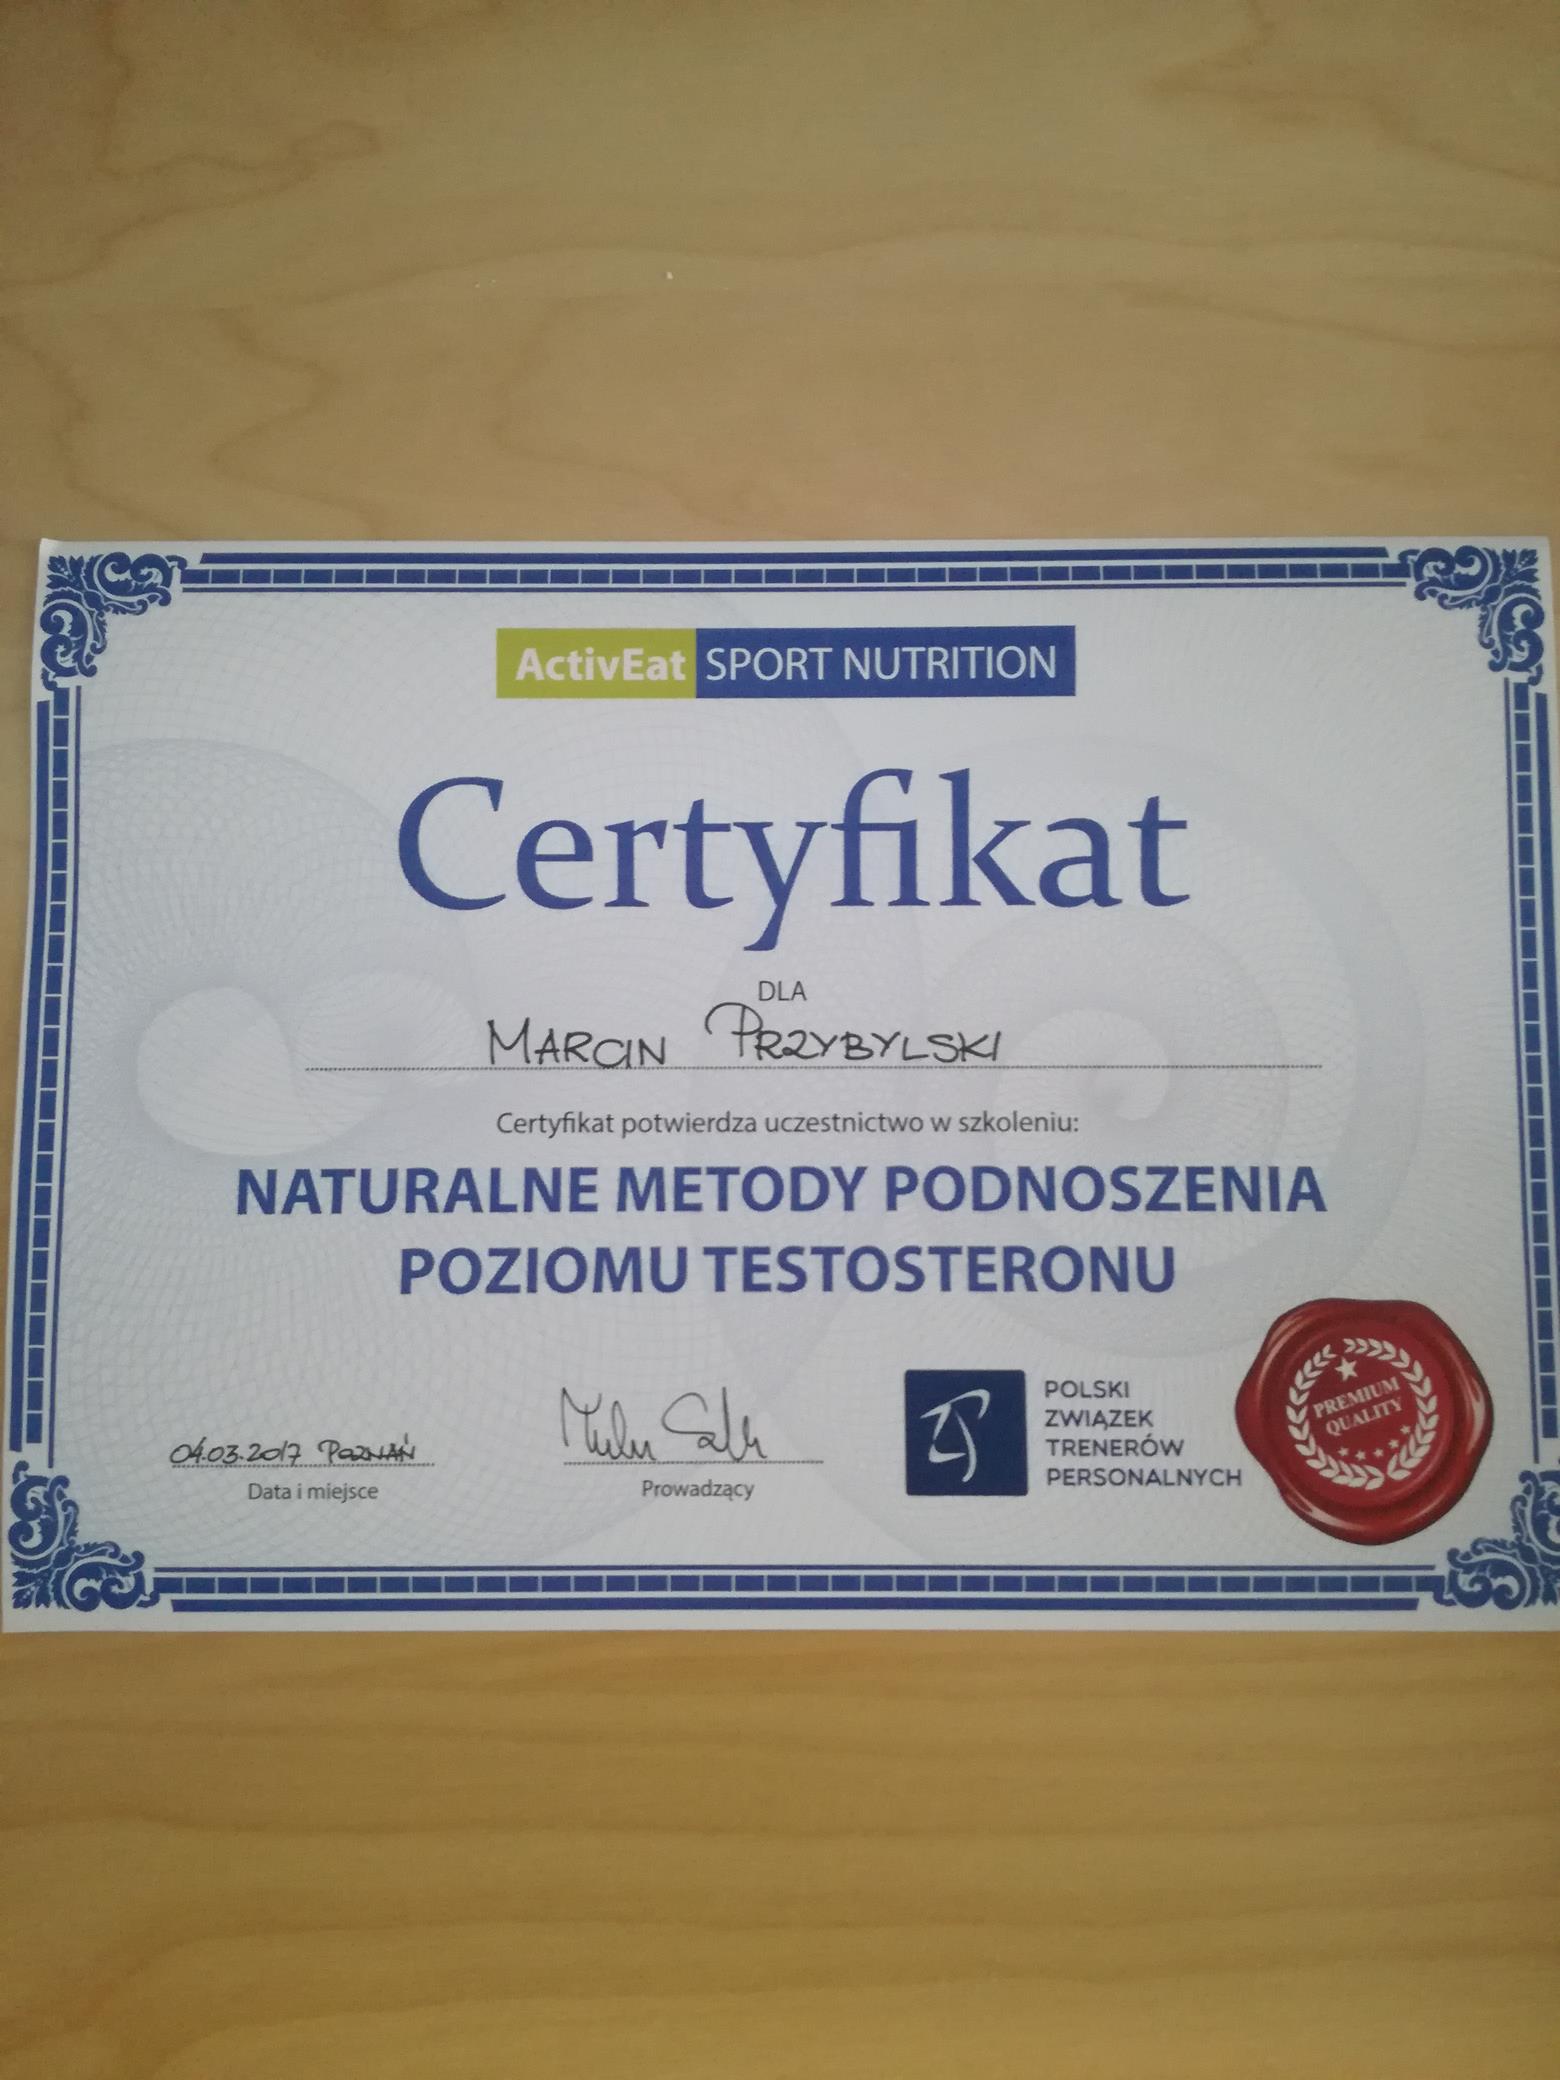 ActivEat SPORT NUTRITION
Certyfikat
DLA
MARCIN PRZYBYLSKI
Certyfikat potwierdza uczestnictwo w szkoleniu:
NATURALNE METODY PODNOSZENIA
POZIOMU TESTOSTERONU
04.03.2017 POZNAŃ
Data i miejsce
Prowadzący
POLSKI
ZWIĄZEK
TRENERÓW
PERSONALNYCH
PREMIUM
QUALITY